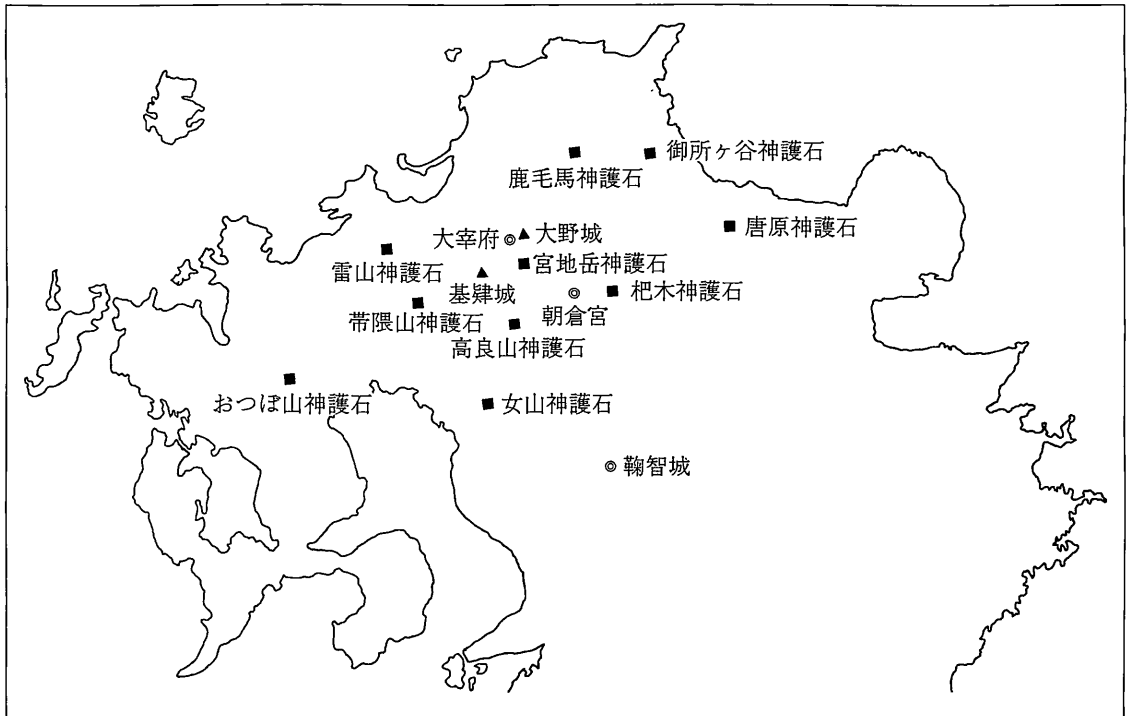 御所ヶ谷神護石
鹿毛馬神護石
唐原神護石
大宰府
大野城
宮地岳神護石
雷山神護石
基肄城
杷木神護石
朝倉宮
帯隈山神護石
高良山神護石
おつぼ山神護石
女山神護石
鞠智城